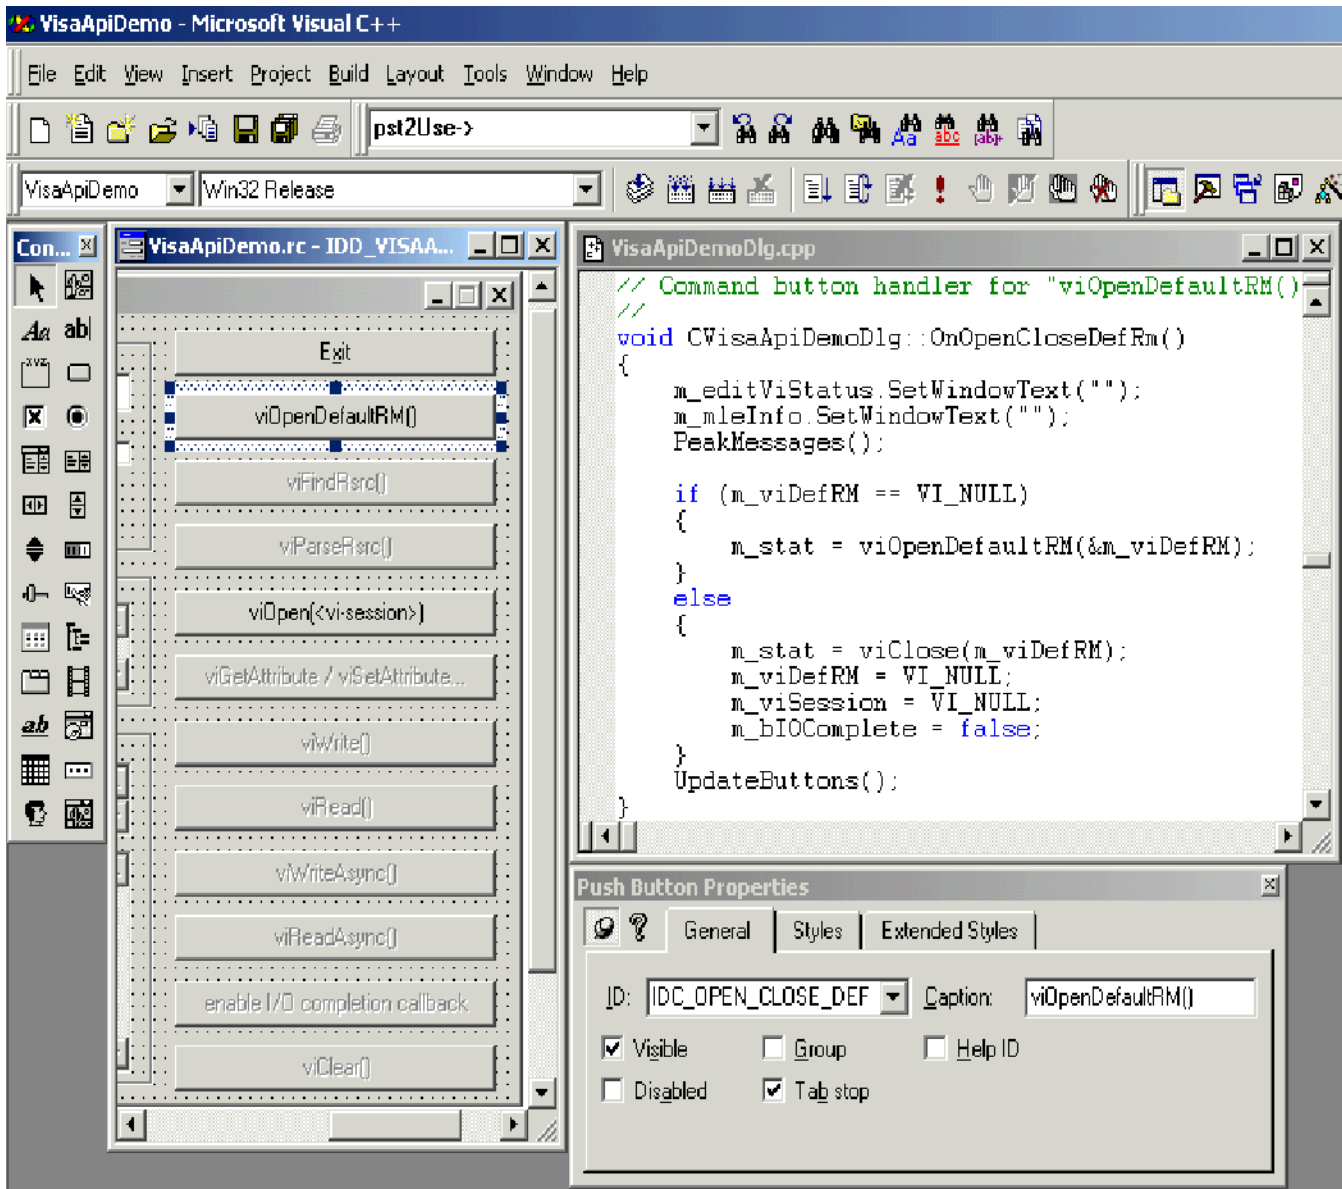 VisaApiDemo - Microsoft Visual C++
File Edit View Insert Project Build Layout Tools Window Help
pst2Use->
VisaApiDemo Win32 Release
Con...
VisaApiDemo.rc - IDD_VISAA...
Exit
viOpenDefaultRM()
viFindRsrc()
viParseRsrc()
viOpen(<vi-session>)
viGetAttribute / viSetAttribute...
viWrite()
viRead()
viWriteAsync()
viReadAsync()
enable I/O completion callback
viClear()
VisaApiDemoDlg.cpp
// Command button handler for "viOpenDefaultRM()
//
void CVisaApiDemoDlg::OnOpenCloseDefRm()
{
m_editViStatus.SetWindowText("");
m_mleInfo.SetWindowText("");
PeakMessages();
if (m_viDefRM == VI_NULL)
{
m_stat = viOpenDefaultRM(&m_viDefRM);
}
else
{
m_stat = viClose(m_viDefRM);
m_viDefRM = VI_NULL;
m_viSession = VI_NULL;
m_bIOComplete = false;
}
UpdateButtons();
}
Push Button Properties
General Styles Extended Styles
ID: IDC_OPEN_CLOSE_DEF Caption: viOpenDefaultRM()
Visible Group Help ID
Disabled Tab stop